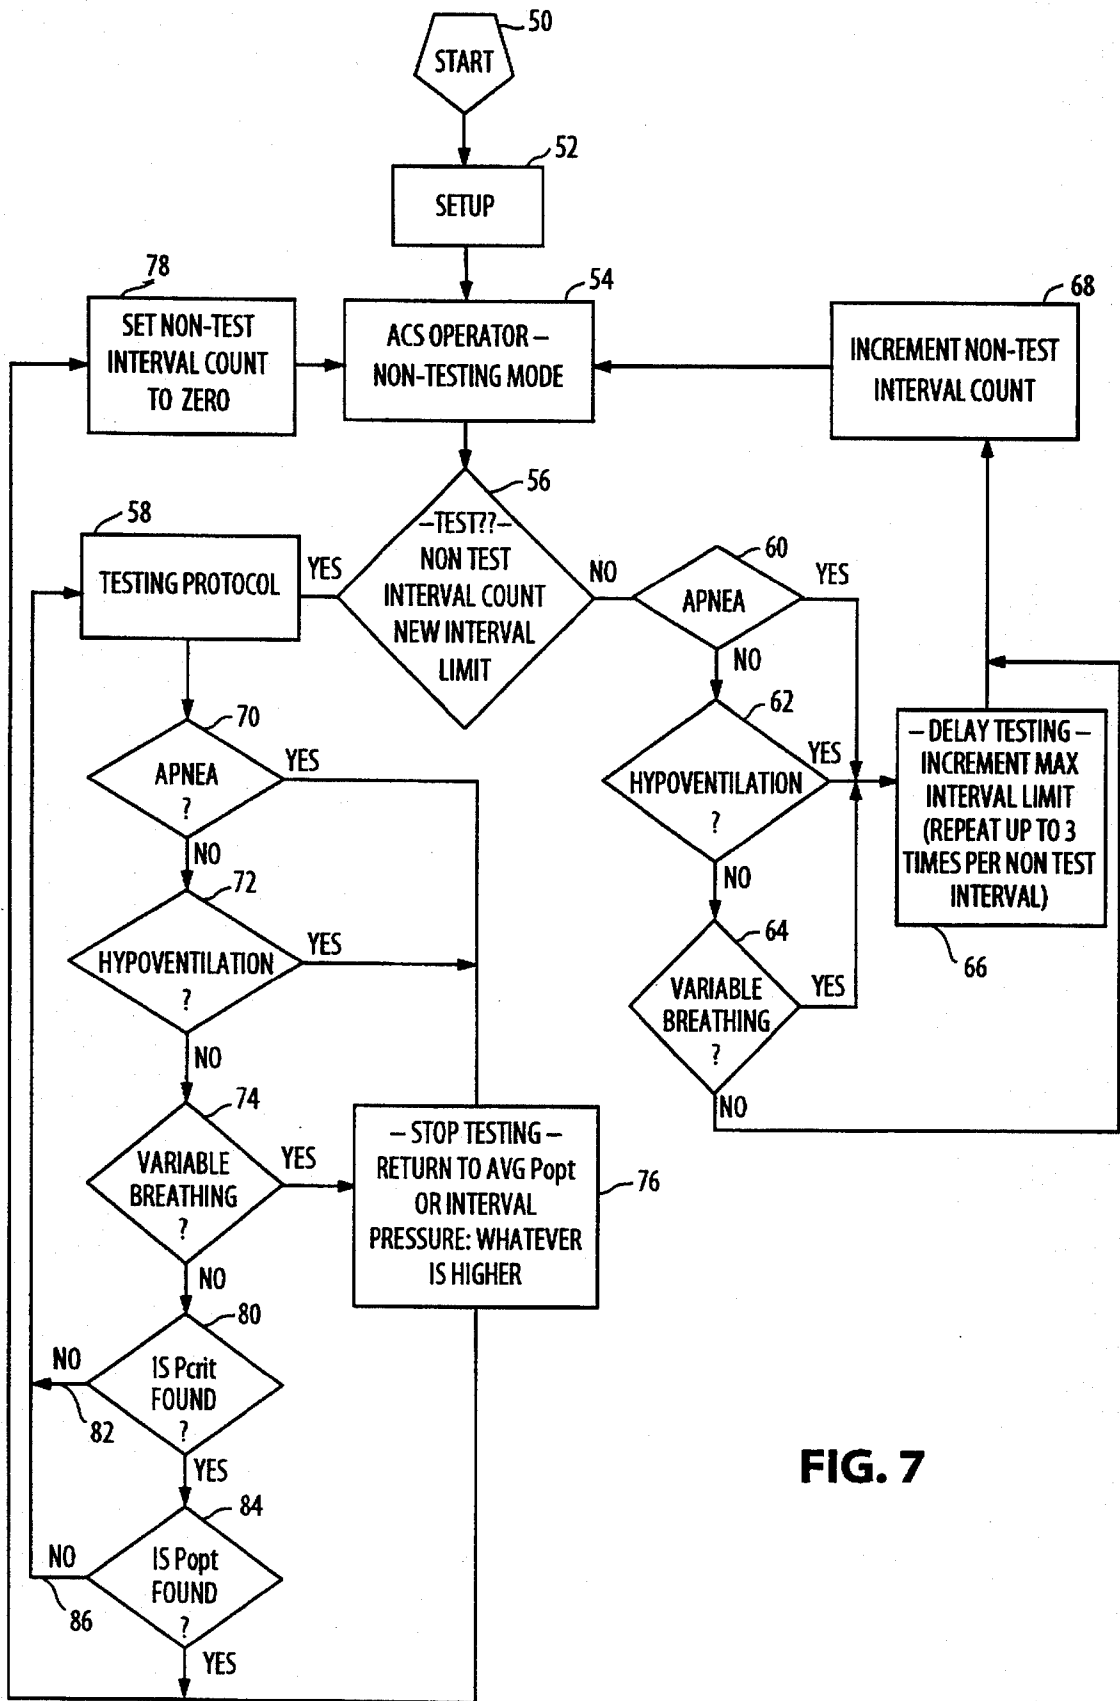 50
START
52
SETUP
78
SET NON-TEST
INTERVAL COUNT
TO ZERO
54
ACS OPERATOR –
NON-TESTING MODE
68
INCREMENT NON-TEST
INTERVAL COUNT
56
–TEST??–
NON TEST
INTERVAL COUNT
NEW INTERVAL
LIMIT
YES
NO
58
TESTING PROTOCOL
60
APNEA
YES
NO
62
HYPOVENTILATION
?
YES
NO
64
VARIABLE
BREATHING
?
YES
NO
– DELAY TESTING –
INCREMENT MAX
INTERVAL LIMIT
(REPEAT UP TO 3
TIMES PER NON TEST
INTERVAL)
66
70
APNEA
?
YES
NO
72
HYPOVENTILATION
?
YES
NO
74
VARIABLE
BREATHING
?
YES
NO
– STOP TESTING –
RETURN TO AVG Popt
OR INTERVAL
PRESSURE: WHATEVER
IS HIGHER
76
80
IS Pcrit
FOUND
?
NO
82
YES
84
IS Popt
FOUND
?
NO
86
YES
FIG. 7